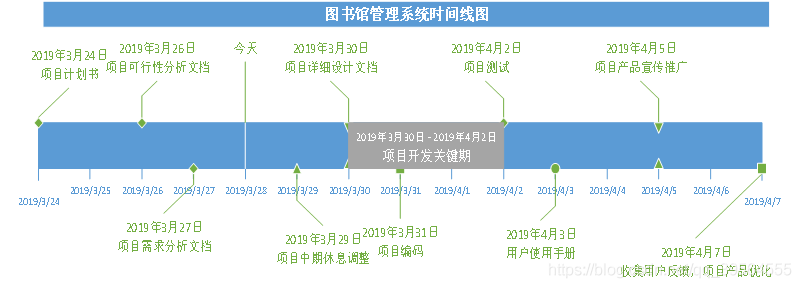 图书馆管理系统时间线图
2019年3月24日
项目计划书
2019年3月26日
项目可行性分析文档
今天
2019年3月30日
项目详细设计文档
2019年4月2日
项目测试
2019年4月5日
项目产品宣传推广
2019年3月30日 - 2019年4月2日
项目开发关键期
2019/3/24
2019/3/25
2019/3/26
2019/3/27
2019/3/28
2019/3/29
2019/3/30
2019/3/31
2019/4/1
2019/4/2
2019/4/3
2019/4/4
2019/4/5
2019/4/6
2019/4/7
2019年3月27日
项目需求分析文档
2019年3月29日
项目中期休息调整
2019年3月31日
项目编码
2019年4月3日
用户使用手册
2019年4月7日
收集用户反馈，项目产品优化